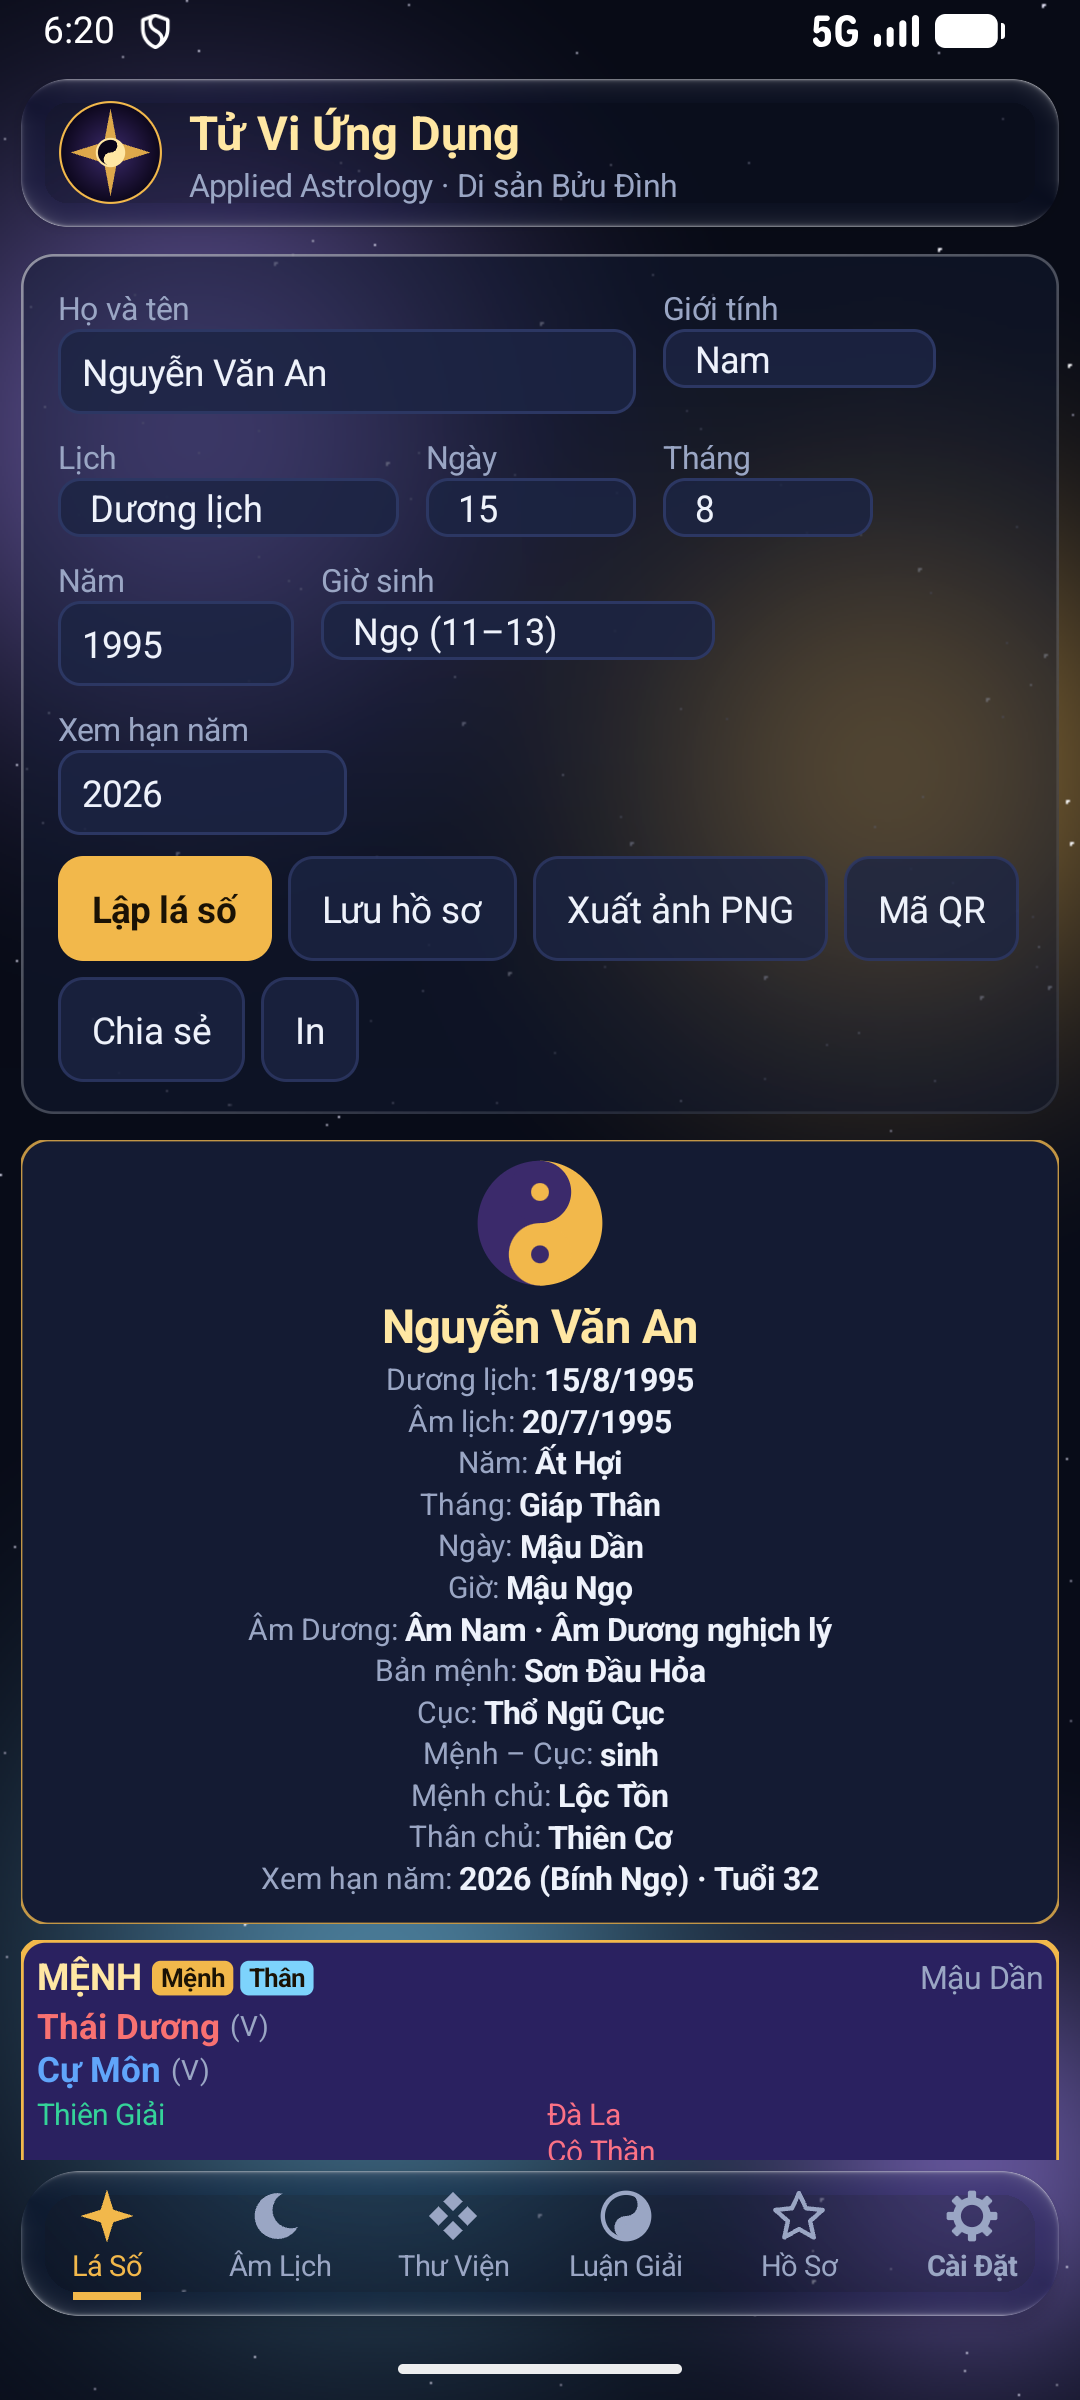 6:20 5G
Tử Vi Ứng Dụng
Applied Astrology · Di sản Bửu Đình
Họ và tên Giới tính
Nguyễn Văn An Nam
Lịch Ngày Tháng
Dương lịch 15 8
Năm Giờ sinh
1995 Ngọ (11–13)
Xem hạn năm
2026
Lập lá số Lưu hồ sơ Xuất ảnh PNG Mã QR
Chia sẻ In
Nguyễn Văn An
Dương lịch: 15/8/1995
Âm lịch: 20/7/1995
Năm: Ất Hợi
Tháng: Giáp Thân
Ngày: Mậu Dần
Giờ: Mậu Ngọ
Âm Dương: Âm Nam · Âm Dương nghịch lý
Bản mệnh: Sơn Đầu Hỏa
Cục: Thổ Ngũ Cục
Mệnh – Cục: sinh
Mệnh chủ: Lộc Tồn
Thân chủ: Thiên Cơ
Xem hạn năm: 2026 (Bính Ngọ) · Tuổi 32
MỆNH Mệnh Thân Mậu Dần
Thái Dương (V)
Cự Môn (V)
Thiên Giải Đà La
Cô Thần
Lá Số Âm Lịch Thư Viện Luận Giải Hồ Sơ Cài Đặt